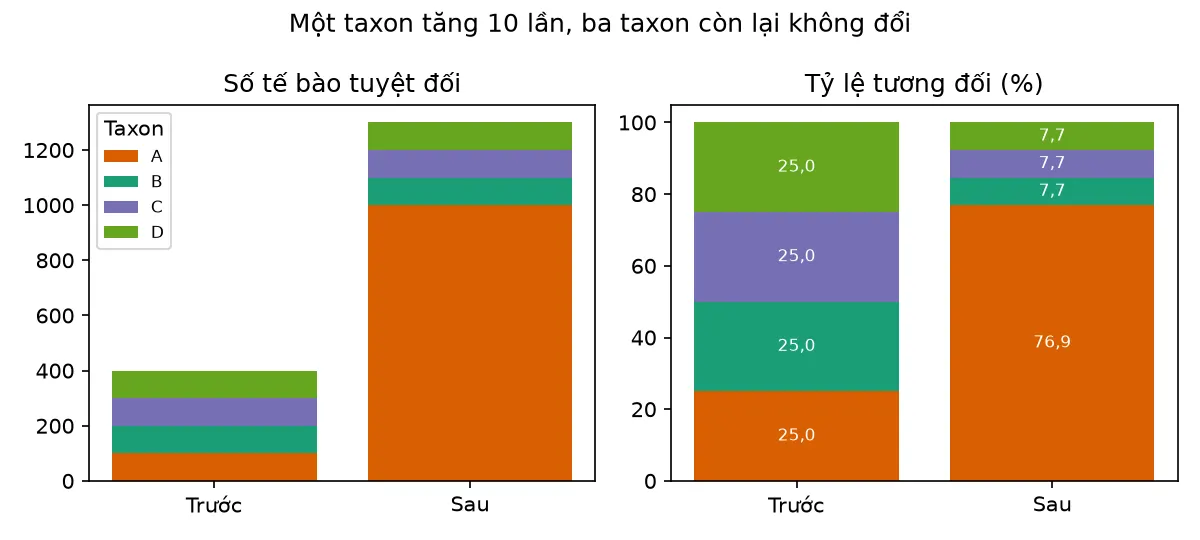 Một taxon tăng 10 lần, ba taxon còn lại không đổi
Số tế bào tuyệt đối
1200
1000
800
600
400
200
0
Taxon
A
B
C
D
Trước
Sau
Tỷ lệ tương đối (%)
100
80
60
40
20
0
25,0
25,0
25,0
25,0
7,7
7,7
7,7
76,9
Trước
Sau